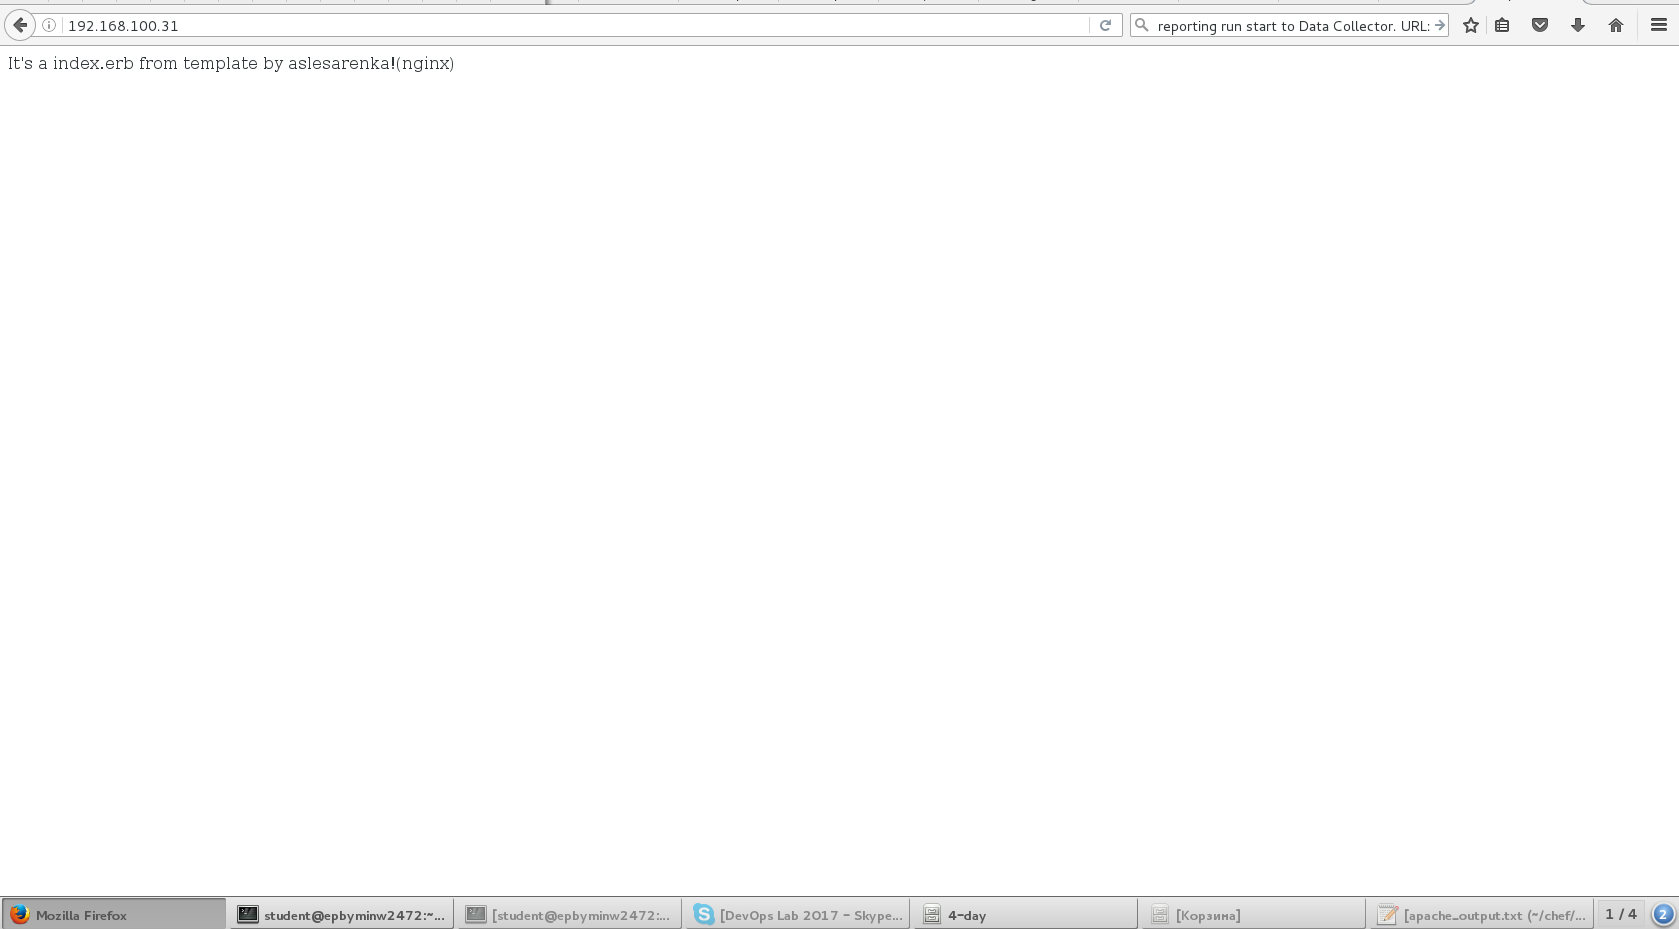 192.168.100.31
reporting run start to Data Collector. URL:
It's a index.erb from template by aslesarenka!(nginx)
Mozilla Firefox
student@epbyminw2472:~...
[student@epbyminw2472:...
[DevOps Lab 2017 - Skype...
4-day
[Корзина]
[apache_output.txt (~/chef/...
1 / 4
2